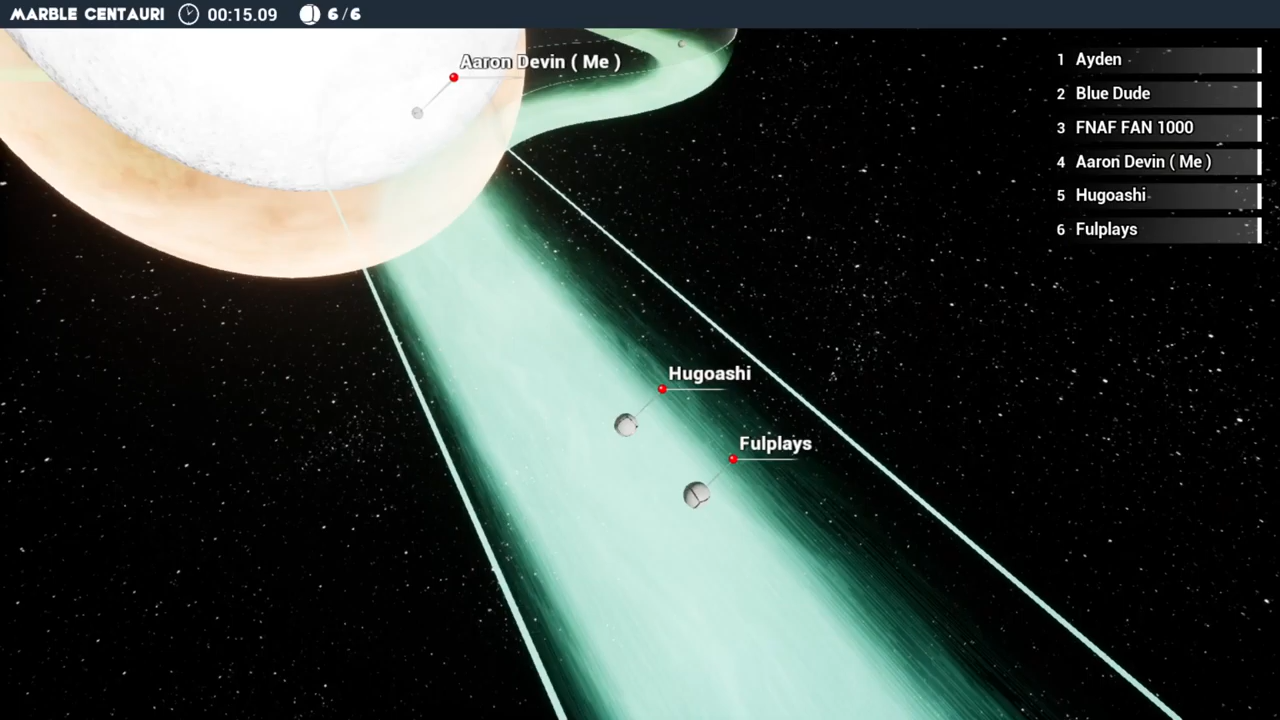 MARBLE CENTAURI 00:15.09 6/6
Aaron Devin ( Me )
1 Ayden
2 Blue Dude
3 FNAF FAN 1000
4 Aaron Devin ( Me )
5 Hugoashi
6 Fulplays
Hugoashi
Fulplays